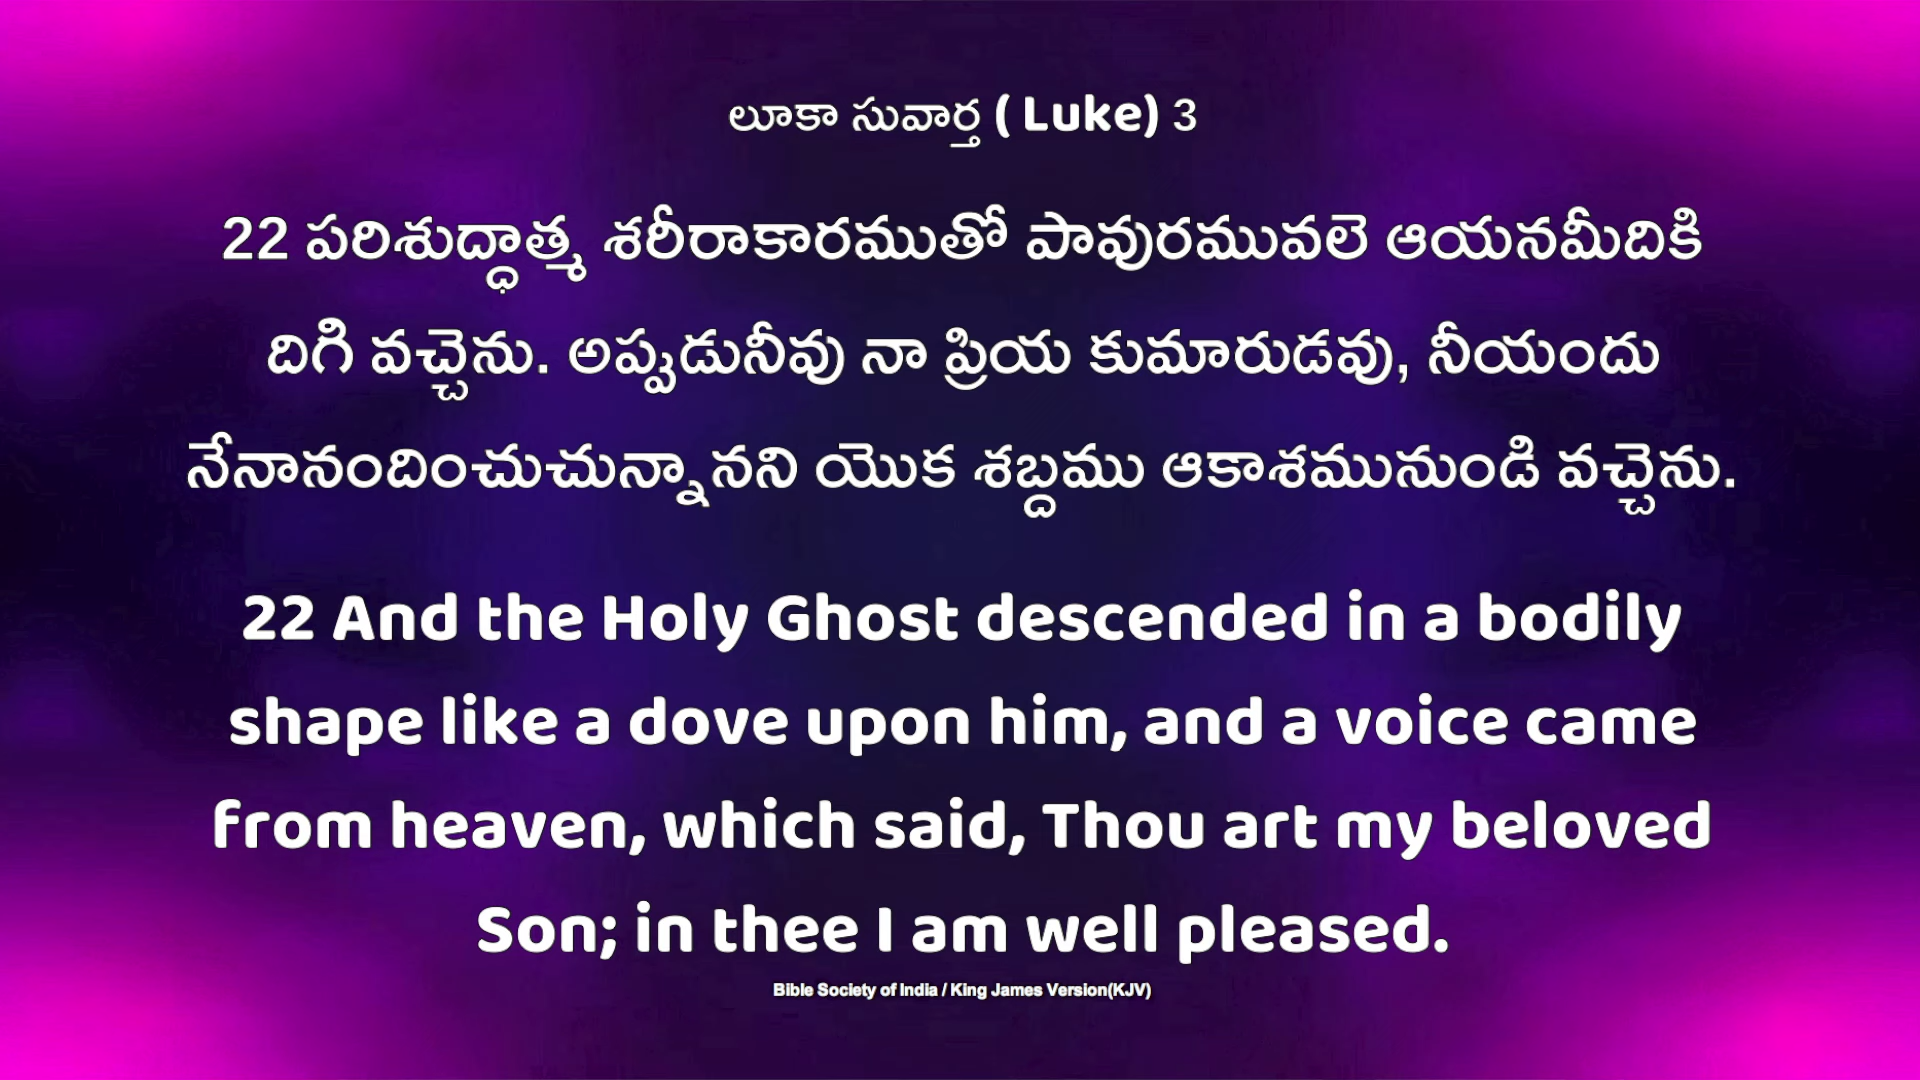 లూకా సువార్త ( Luke) 3
22 పరిశుద్ధాత్మ శరీరాకారముతో పావురమువలె ఆయనమీదికి
దిగి వచ్చెను. అప్పుడునీవు నా ప్రియ కుమారుడవు, నీయందు
నేనానందించుచున్నానని యొక శబ్దము ఆకాశమునుండి వచ్చెను.
22 And the Holy Ghost descended in a bodily
shape like a dove upon him, and a voice came
from heaven, which said, Thou art my beloved
Son; in thee I am well pleased.
Bible Society of India / King James Version(KJV)